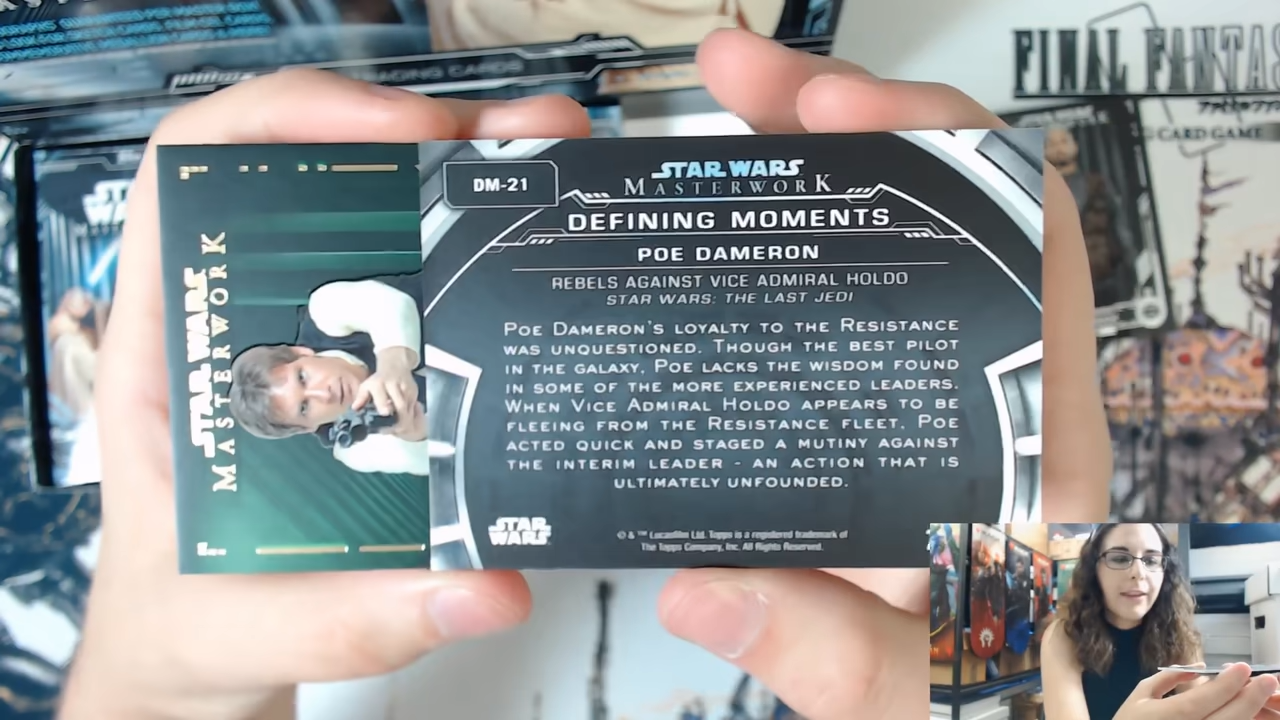 TRADING CARDS
FINAL FANTAS
CARD GAME
STAR WARS
MASTERWORK
DM-21
STAR WARS
MASTERWORK
DEFINING MOMENTS
POE DAMERON
REBELS AGAINST VICE ADMIRAL HOLDO
STAR WARS: THE LAST JEDI
POE DAMERON'S LOYALTY TO THE RESISTANCE
WAS UNQUESTIONED. THOUGH THE BEST PILOT
IN THE GALAXY, POE LACKS THE WISDOM FOUND
IN SOME OF THE MORE EXPERIENCED LEADERS.
WHEN VICE ADMIRAL HOLDO APPEARS TO BE
FLEEING FROM THE RESISTANCE FLEET, POE
ACTED QUICK AND STAGED A MUTINY AGAINST
THE INTERIM LEADER - AN ACTION THAT IS
ULTIMATELY UNFOUNDED.
STAR
WARS
© & ™ Lucasfilm Ltd. Topps is a registered trademark of
The Topps Company, Inc. All Rights Reserved.